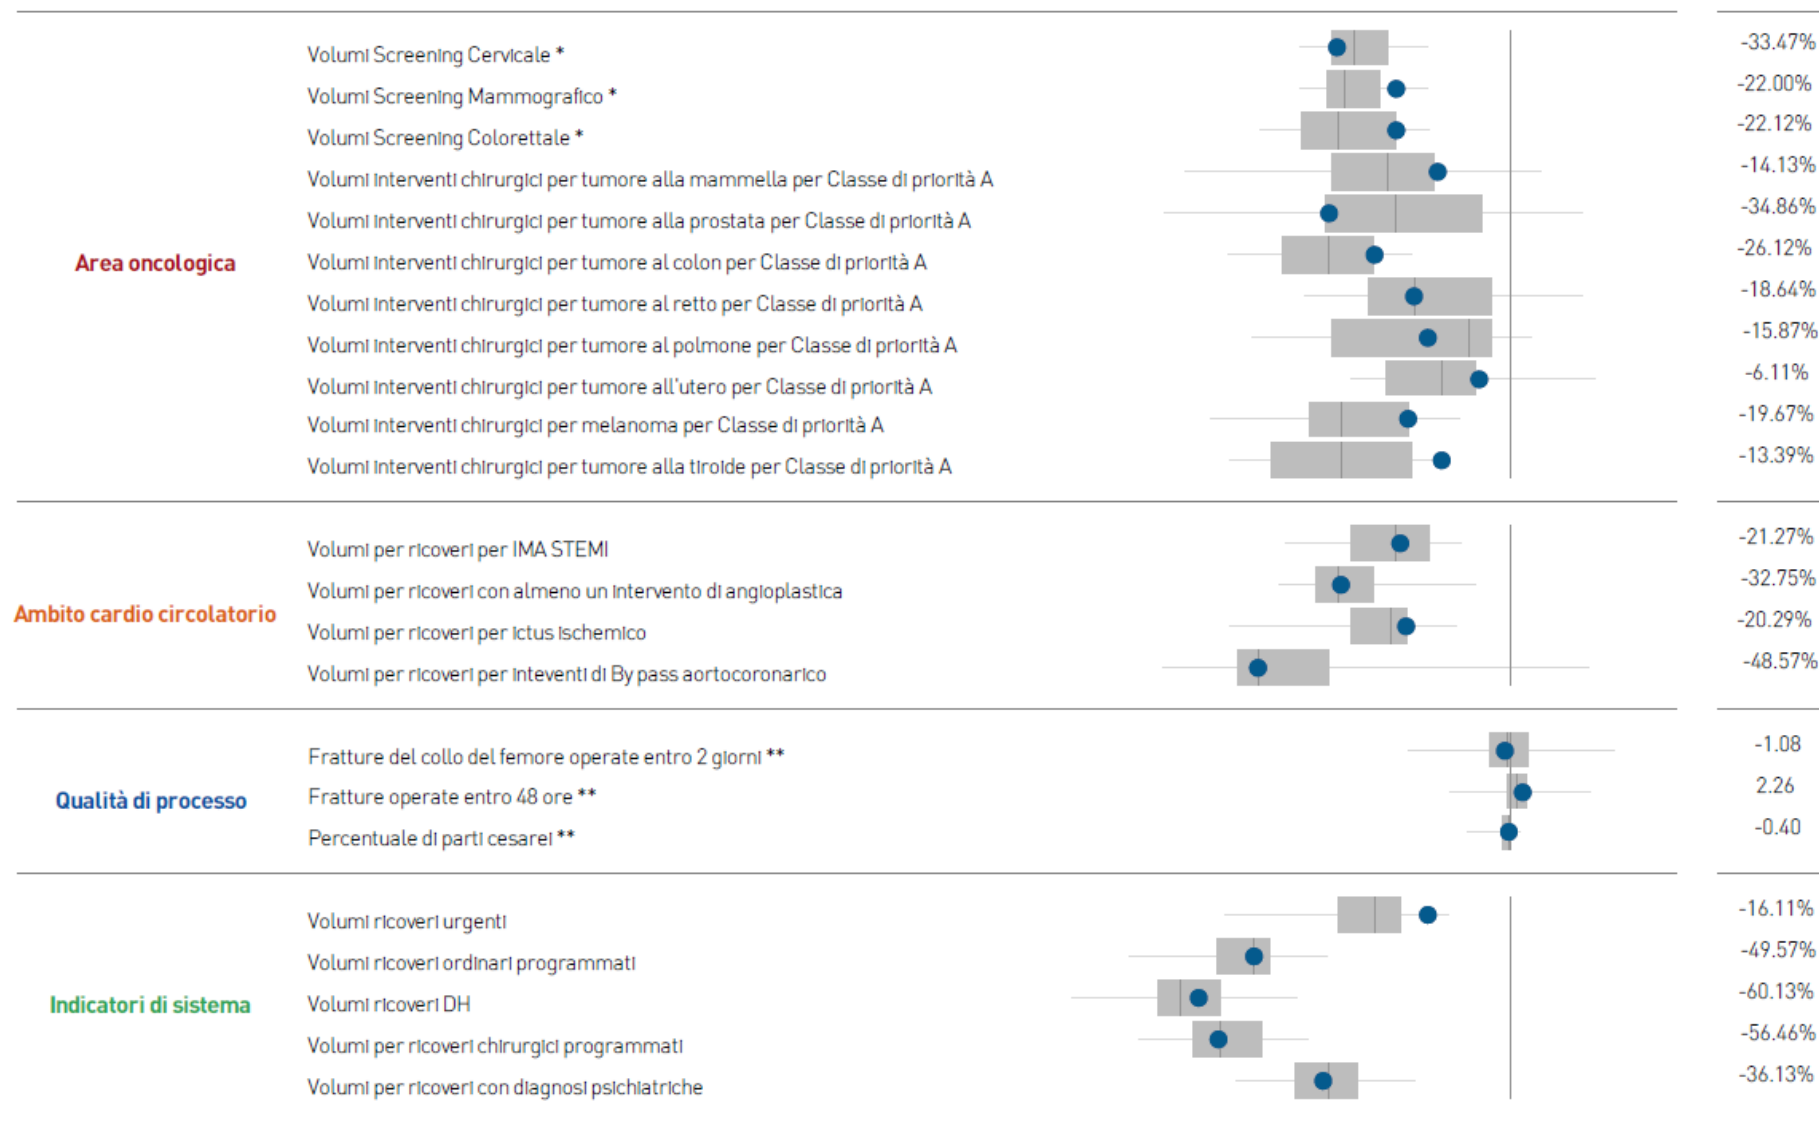 Volumi Screening Cervicale * -33.47%
Volumi Screening Mammografico * -22.00%
Volumi Screening Colorettale * -22.12%
Volumi interventi chirurgici per tumore alla mammella per Classe di priorità A -14.13%
Volumi interventi chirurgici per tumore alla prostata per Classe di priorità A -34.86%
Area oncologica Volumi interventi chirurgici per tumore al colon per Classe di priorità A -26.12%
Volumi interventi chirurgici per tumore al retto per Classe di priorità A -18.64%
Volumi interventi chirurgici per tumore al polmone per Classe di priorità A -15.87%
Volumi interventi chirurgici per tumore all'utero per Classe di priorità A -6.11%
Volumi interventi chirurgici per melanoma per Classe di priorità A -19.67%
Volumi interventi chirurgici per tumore alla tiroide per Classe di priorità A -13.39%
Volumi per ricoveri per IMA STEMI -21.27%
Volumi per ricoveri con almeno un intervento di angioplastica -32.75%
Ambito cardio circolatorio
Volumi per ricoveri per ictus ischemico -20.29%
Volumi per ricoveri per inteventi di By pass aortocoronarico -48.57%
Fratture del collo del femore operate entro 2 giorni ** -1.08
Qualità di processo Fratture operate entro 48 ore ** 2.26
Percentuale di parti cesarei ** -0.40
Volumi ricoveri urgenti -16.11%
Volumi ricoveri ordinari programmati -49.57%
Indicatori di sistema Volumi ricoveri DH -60.13%
Volumi per ricoveri chirurgici programmati -56.46%
Volumi per ricoveri con diagnosi psichiatriche -36.13%